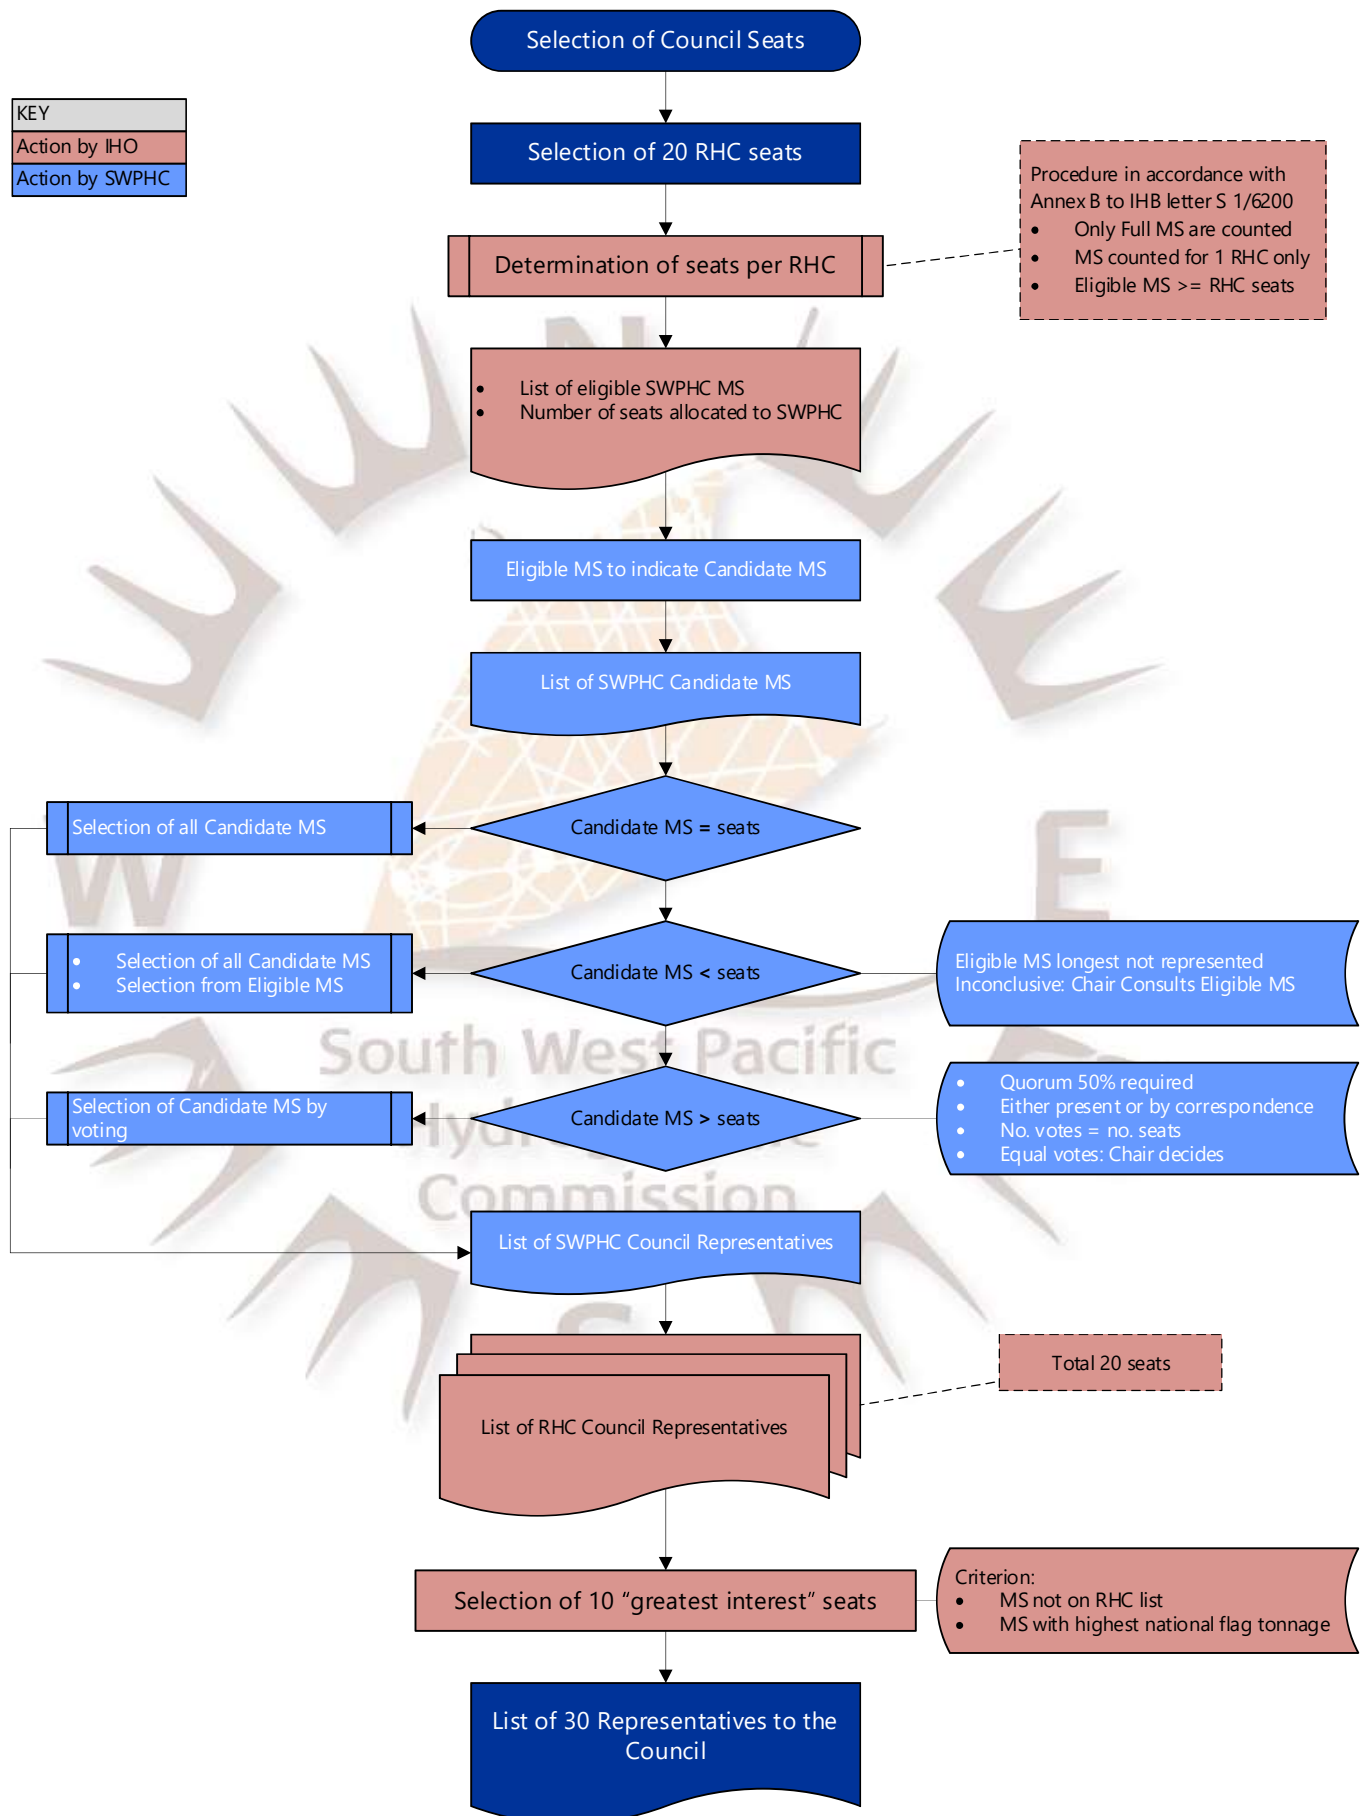 Selection of Council Seats
KEY
Action by IHO
Action by SWPHC
Selection of 20 RHC seats
Procedure in accordance with
Annex B to IHB letter S 1/6200
• Only Full MS are counted
• MS counted for 1 RHC only
• Eligible MS >= RHC seats
Determination of seats per RHC
• List of eligible SWPHC MS
• Number of seats allocated to SWPHC
Eligible MS to indicate Candidate MS
List of SWPHC Candidate MS
Candidate MS = seats
Selection of all Candidate MS
W
E
Candidate MS < seats
• Selection of all Candidate MS
• Selection from Eligible MS
Eligible MS longest not represented
Inconclusive: Chair Consults Eligible MS
South West Pacific
Candidate MS > seats
Selection of Candidate MS by
voting
• Quorum 50% required
• Either present or by correspondence
• No. votes = no. seats
• Equal votes: Chair decides
Commission
List of SWPHC Council Representatives
List of RHC Council Representatives
Total 20 seats
Selection of 10 “greatest interest” seats
Criterion:
• MS not on RHC list
• MS with highest national flag tonnage
List of 30 Representatives to the
Council